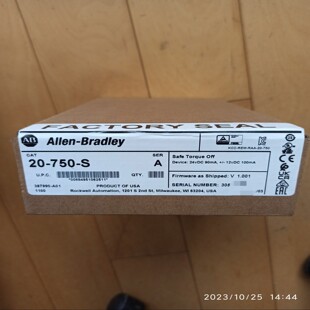 FACTORY SEAL
AB Allen-Bradley
CAT 20-750-S SER A
U.P.C. QTY.
PRODUCT OF USA
Rockwell Automation, 1201 S 2nd St, Milwaukee, WI 53204, USA
Safe Torque Off
Firmware as Shipped: V 1.001
SERIAL NUMBER:
2023/10/25 14:44